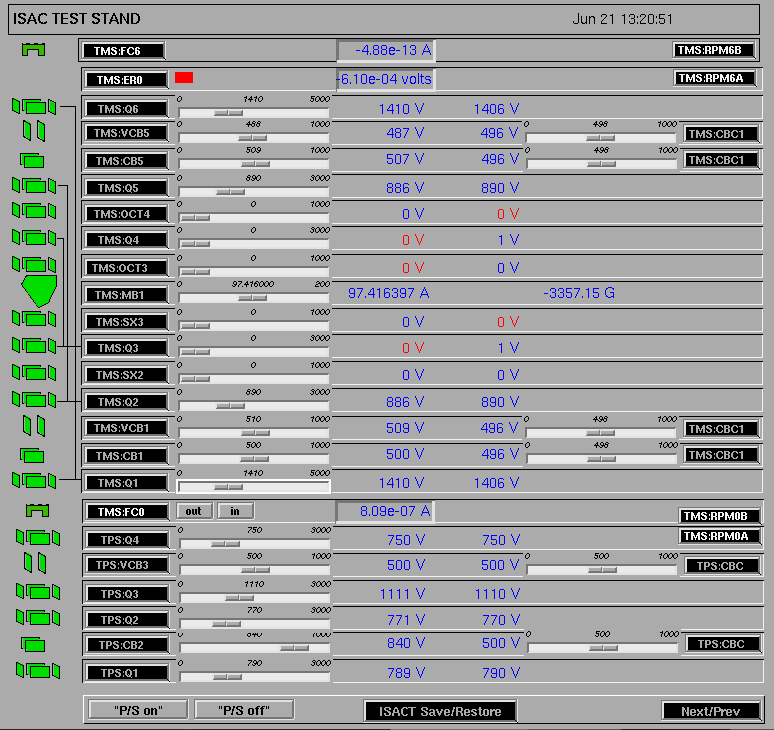 ISAC TEST STAND Jun 21 13:20:51
TMS:FC6 -4.88e-13 A TMS:RPM6B
TMS:ER0 -6.10e-04 volts TMS:RPM6A
0 1410 5000
TMS:Q6 1410 V 1406 V
0 488 1000 0 498 1000
TMS:VCB5 487 V 496 V TMS:CBC1
0 509 1000 0 498 1000
TMS:CB5 507 V 496 V TMS:CBC1
0 890 3000
TMS:Q5 886 V 890 V
0 0 1000
TMS:OCT4 0 V 0 V
0 0 3000
TMS:Q4 0 V 1 V
0 0 1000
TMS:OCT3 0 V 0 V
0 97.416000 200
TMS:MB1 97.416397 A -3357.15 G
0 0 1000
TMS:SX3 0 V 0 V
0 0 3000
TMS:Q3 0 V 1 V
0 0 1000
TMS:SX2 0 V 0 V
0 890 3000
TMS:Q2 886 V 890 V
0 510 1000 0 498 1000
TMS:VCB1 509 V 496 V TMS:CBC1
0 500 1000 0 498 1000
TMS:CB1 500 V 496 V TMS:CBC1
0 1410 5000
TMS:Q1 1410 V 1406 V
TMS:FC0 out in 8.09e-07 A TMS:RPM0B
0 750 3000
TPS:Q4 750 V 750 V TMS:RPM0A
0 500 1000 0 500 1000
TPS:VCB3 500 V 500 V TPS:CBC
0 1110 3000
TPS:Q3 1111 V 1110 V
0 770 3000
TPS:Q2 771 V 770 V
0 840 1000 0 500 1000
TPS:CB2 840 V 500 V TPS:CBC
0 790 3000
TPS:Q1 789 V 790 V
"P/S on" "P/S off" ISACT Save/Restore Next/Prev